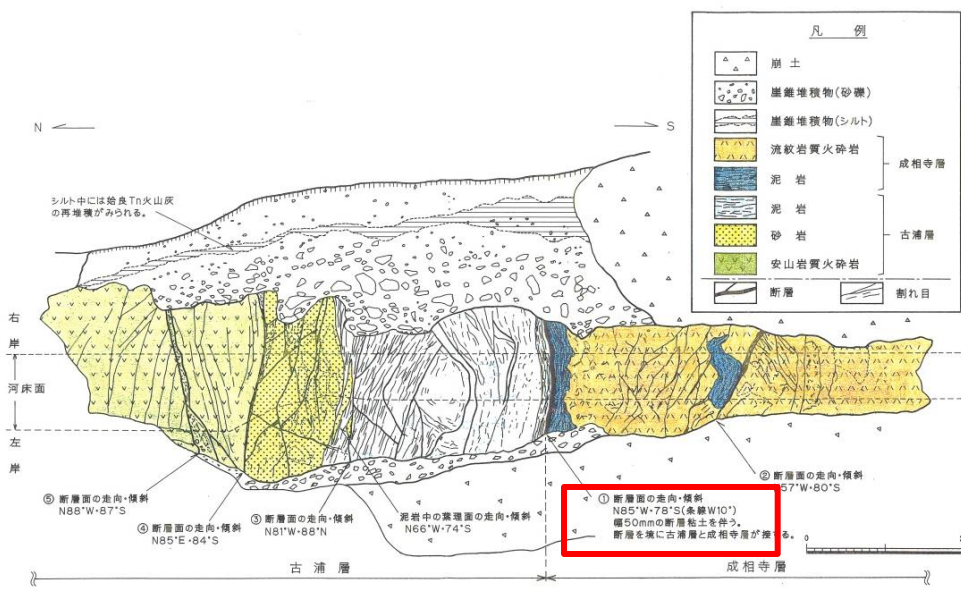 凡 例
崩土
崖錐堆積物(砂礫)
崖錐堆積物(シルト)
流紋岩質火砕岩
泥岩
成相寺層
泥岩
砂岩
安山岩質火砕岩
古浦層
断層
割れ目
N
S
シルト中には姶良Tn火山灰
の再堆積がみられる。
右岸
河床面
左岸
⑤ 断層面の走向・傾斜
N88°W・87°S
④ 断層面の走向・傾斜
N85°E・84°S
③ 断層面の走向・傾斜
N81°W・88°N
泥岩中の葉理面の走向・傾斜
N66°W・74°S
① 断層面の走向・傾斜
N85°W・78°S(条線W10°)
幅50mmの断層粘土を伴う。
断層を境に古浦層と成相寺層が接する。
② 断層面の走向・傾斜
57°W・80°S
0
古浦層
成相寺層